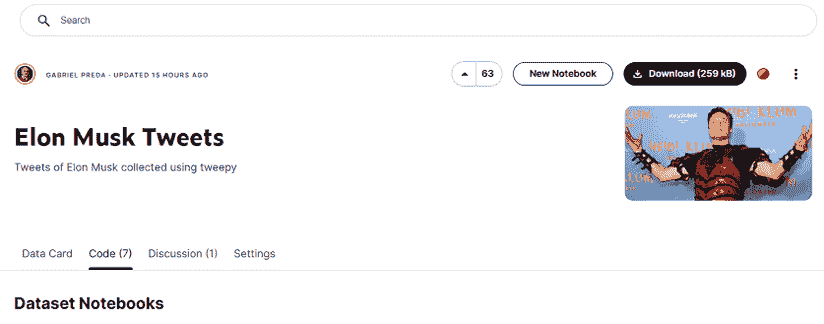 Search
GABRIEL PREDA · UPDATED 15 HOURS AGO
63
New Notebook
Download (259 kB)
Elon Musk Tweets
Tweets of Elon Musk collected using tweepy
Data Card
Code (7)
Discussion (1)
Settings
Dataset Notebooks